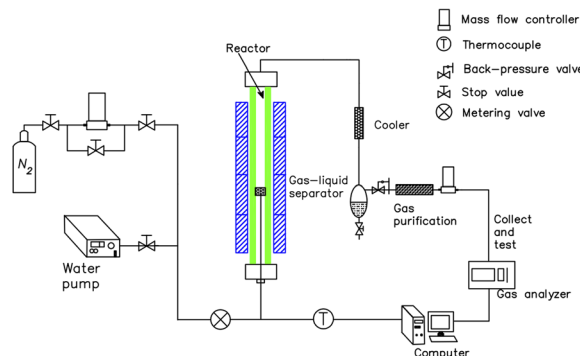 Mass flow controller
Thermocouple
Back-pressure valve
Stop value
Metering valve
T
Reactor
Cooler
N2
Gas-liquid
separator
Gas
purification
Collect
and
test
Water
pump
Gas analyzer
T
Computer